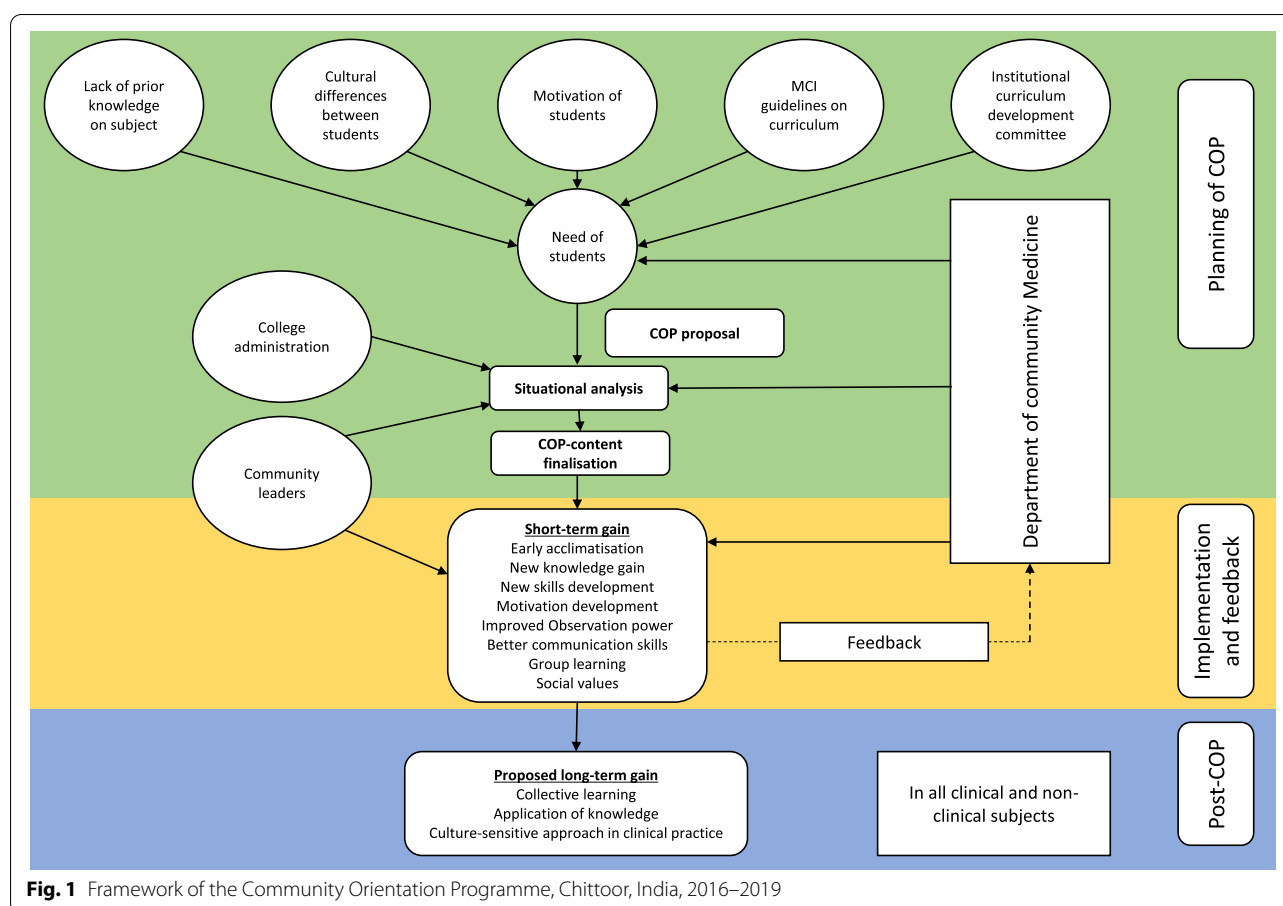 Lack of prior
knowledge
on subject
Cultural
differences
between
students
Motivation of
students
MCI
guidelines on
curriculum
Institutional
curriculum
development
committee
Planning of COP
Need of
students
Department of community Medicine
College
administration
COP proposal
Situational analysis
COP-content
finalisation
Community
leaders
Short-term gain
Early acclimatisation
New knowledge gain
New skills development
Motivation development
Improved Observation power
Better communication skills
Group learning
Social values
Feedback
Implementation
and feedback
Proposed long-term gain
Collective learning
Application of knowledge
Culture-sensitive approach in clinical practice
In all clinical and non-
clinical subjects
Post-COP
Fig. 1 Framework of the Community Orientation Programme, Chittoor, India, 2016–2019